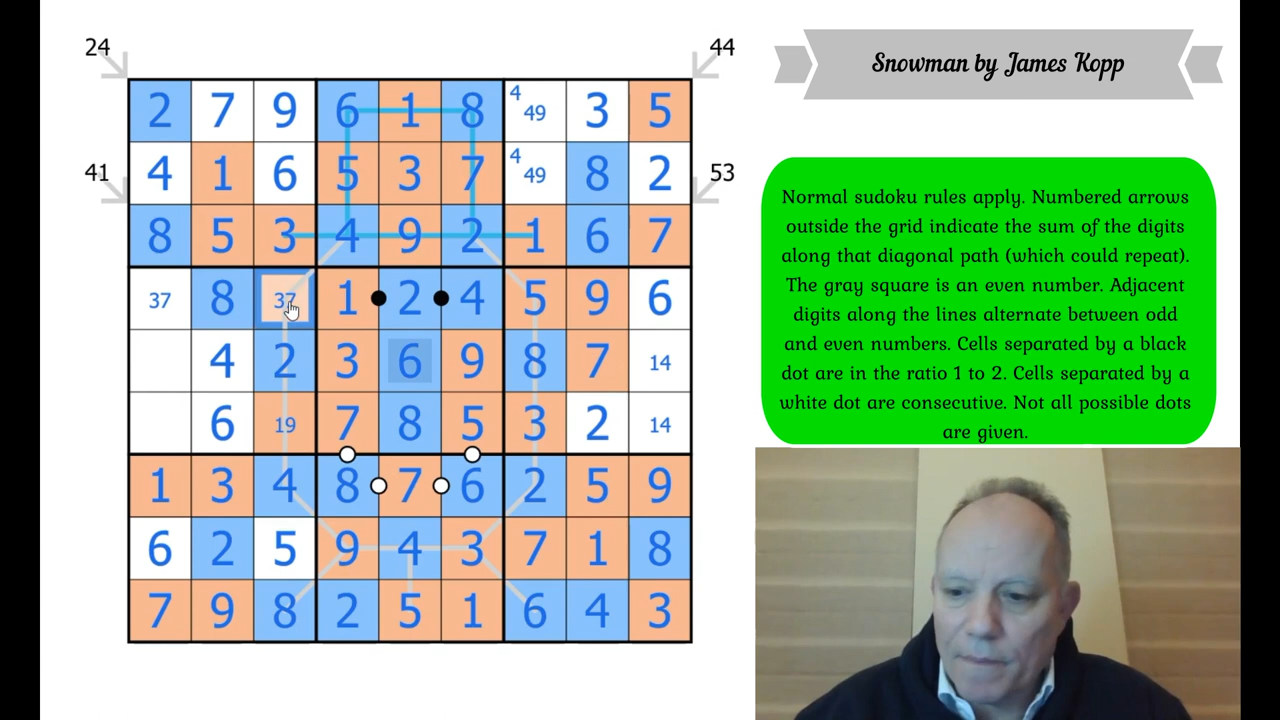 24
44
Snowman by James Kopp
2 7 9 6 1 8 4 49 3 5
41
53
4 1 6 5 3 7 4 49 8 2
8 5 3 4 9 2 1 6 7
37 8 37 1 2 4 5 9 6
4 2 3 6 9 8 7 14
6 19 7 8 5 3 2 14
1 3 4 8 7 6 2 5 9
6 2 5 9 4 3 7 1 8
7 9 8 2 5 1 6 4 3
Normal sudoku rules apply. Numbered arrows
outside the grid indicate the sum of the digits
along that diagonal path (which could repeat).
The gray square is an even number. Adjacent
digits along the lines alternate between odd
and even numbers. Cells separated by a black
dot are in the ratio 1 to 2. Cells separated by a
white dot are consecutive. Not all possible dots
are given.